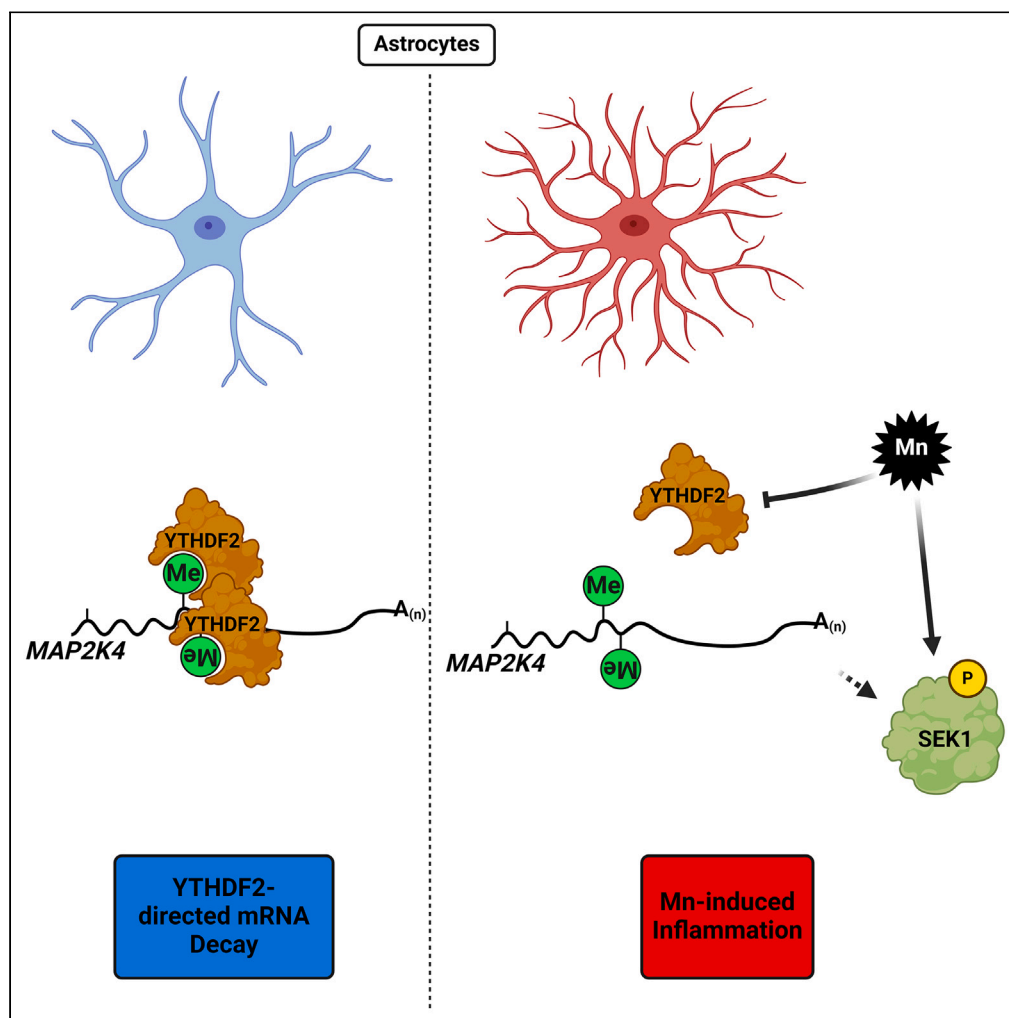 Astrocytes
YTHDF2
Me
YTHDF2
Me
MAP2K4
A(n)
YTHDF2-
directed mRNA
Decay
Mn
YTHDF2
Me
Me
MAP2K4
A(n)
P
SEK1
Mn-induced
Inflammation